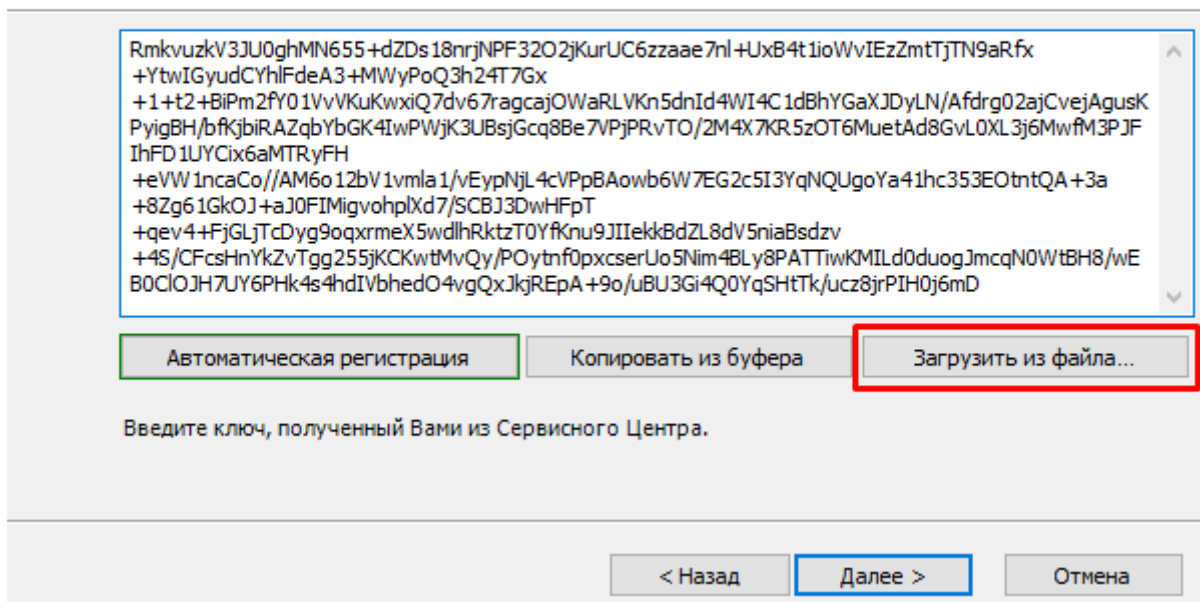 RmkvuzkV3JU0ghMN655+dZDs18nrjNPF32O2jKurUC6zzaae7nl+UxB4t1ioWvIEzZmtTjTN9aRfx
+YtwIGyudCYhlFdeA3+MWyPoQ3h24T7Gx
+1+t2+BiPm2fY01VvVKuKwxiQ7dv67ragcajOWaRLVKn5dnId4WI4C1dBhYGaXJDyLN/Afdrg02ajCvejAgusK
PyigBH/bfKjbiRAZqbYbGK4IwPWjK3UBsjGcq8Be7VPjPRvTO/2M4X7KR5zOT6MuetAd8GvL0XL3j6MwfM3PJF
IhFD1UYCix6aMTRyFH
+eVW1ncaCo//AM6o12bV1vmla1/vEypNjL4cVPpBAowb6W7EG2c5I3YqNQUgoYa41hc353EOtntQA+3a
+8Zg61GkOJ+aJ0FIMigvohplXd7/SCBJ3DwHFpT
+qev4+FjGLjTcDyg9oqxrmeX5wdlhRktzT0YfKnu9JIIekkBdZL8dV5niaBsdzv
+4S/CFcsHnYkZvTgg255jKCKwtMvQy/POytnf0pxcserUo5Nim4BLy8PATTiwKMILd0duogJmcqN0WtBH8/wE
B0ClOJH7UY6PHk4s4hdIVbhedO4vgQxJkjREpA+9o/uBU3Gi4Q0YqSHtTk/ucz8jrPIH0j6mD
Автоматическая регистрация
Копировать из буфера
Загрузить из файла...
Введите ключ, полученный Вами из Сервисного Центра.
< Назад
Далее >
Отмена